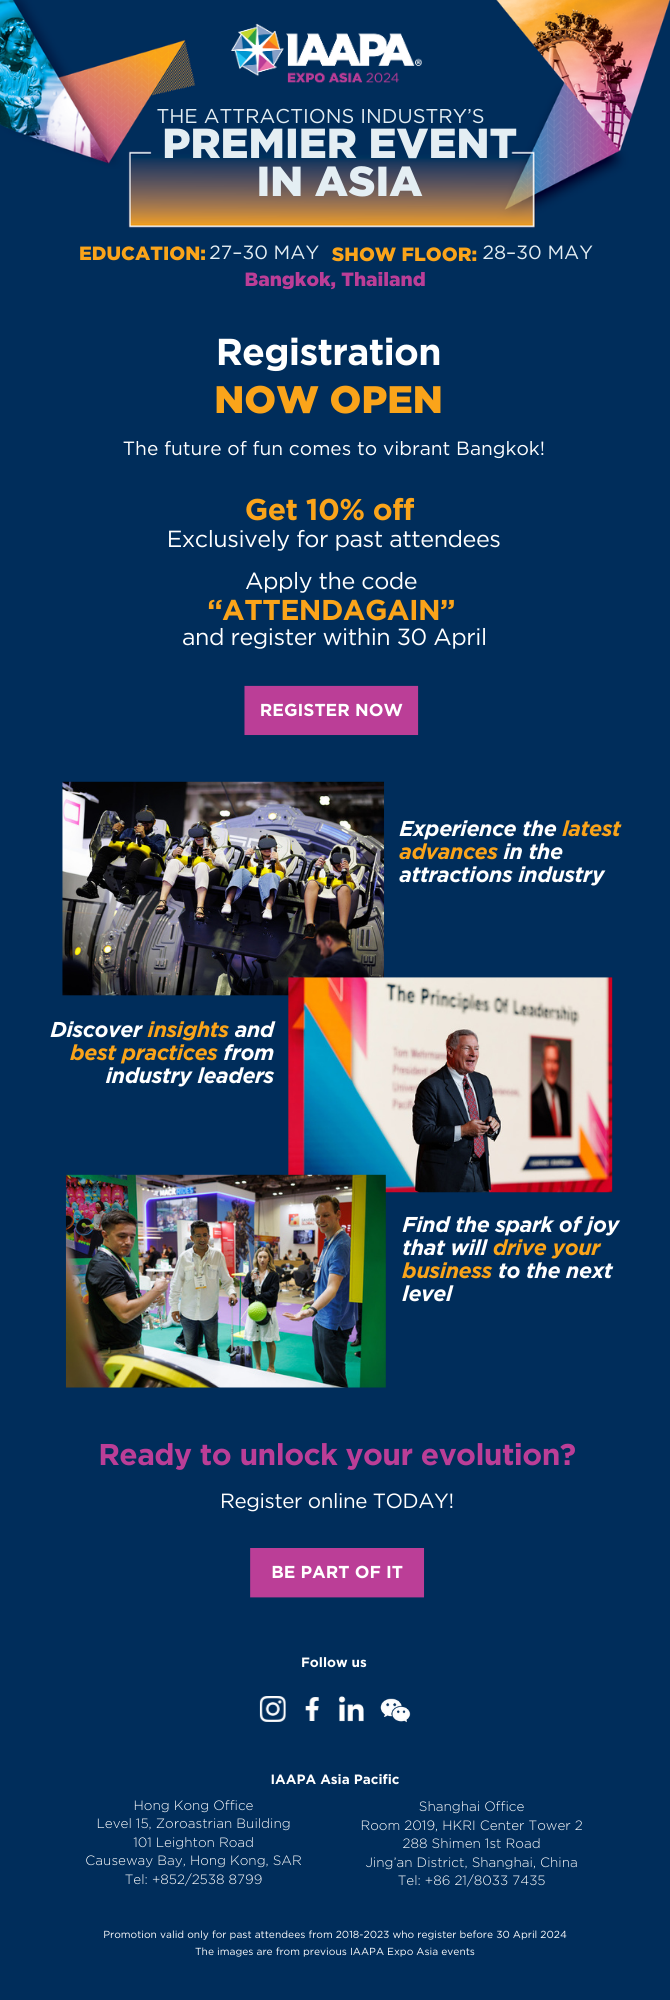 IAAPA®
EXPO ASIA 2024
THE ATTRACTIONS INDUSTRY'S
PREMIER EVENT
IN ASIA
EDUCATION: 27–30 MAY SHOW FLOOR: 28–30 MAY
Bangkok, Thailand
Registration
NOW OPEN
The future of fun comes to vibrant Bangkok!
Get 10% off
Exclusively for past attendees
Apply the code
“ATTENDAGAIN”
and register within 30 April
REGISTER NOW
Experience the latest
advances in the
attractions industry
The Principles Of Leadership
Discover insights and
best practices from
industry leaders
Find the spark of joy
that will drive your
business to the next
level
Ready to unlock your evolution?
Register online TODAY!
BE PART OF IT
Follow us
IAAPA Asia Pacific
Hong Kong Office
Level 15, Zoroastrian Building
101 Leighton Road
Causeway Bay, Hong Kong, SAR
Tel: +852/2538 8799
Shanghai Office
Room 2019, HKRI Center Tower 2
288 Shimen 1st Road
Jing’an District, Shanghai, China
Tel: +86 21/8033 7435
Promotion valid only for past attendees from 2018-2023 who register before 30 April 2024
The images are from previous IAAPA Expo Asia events